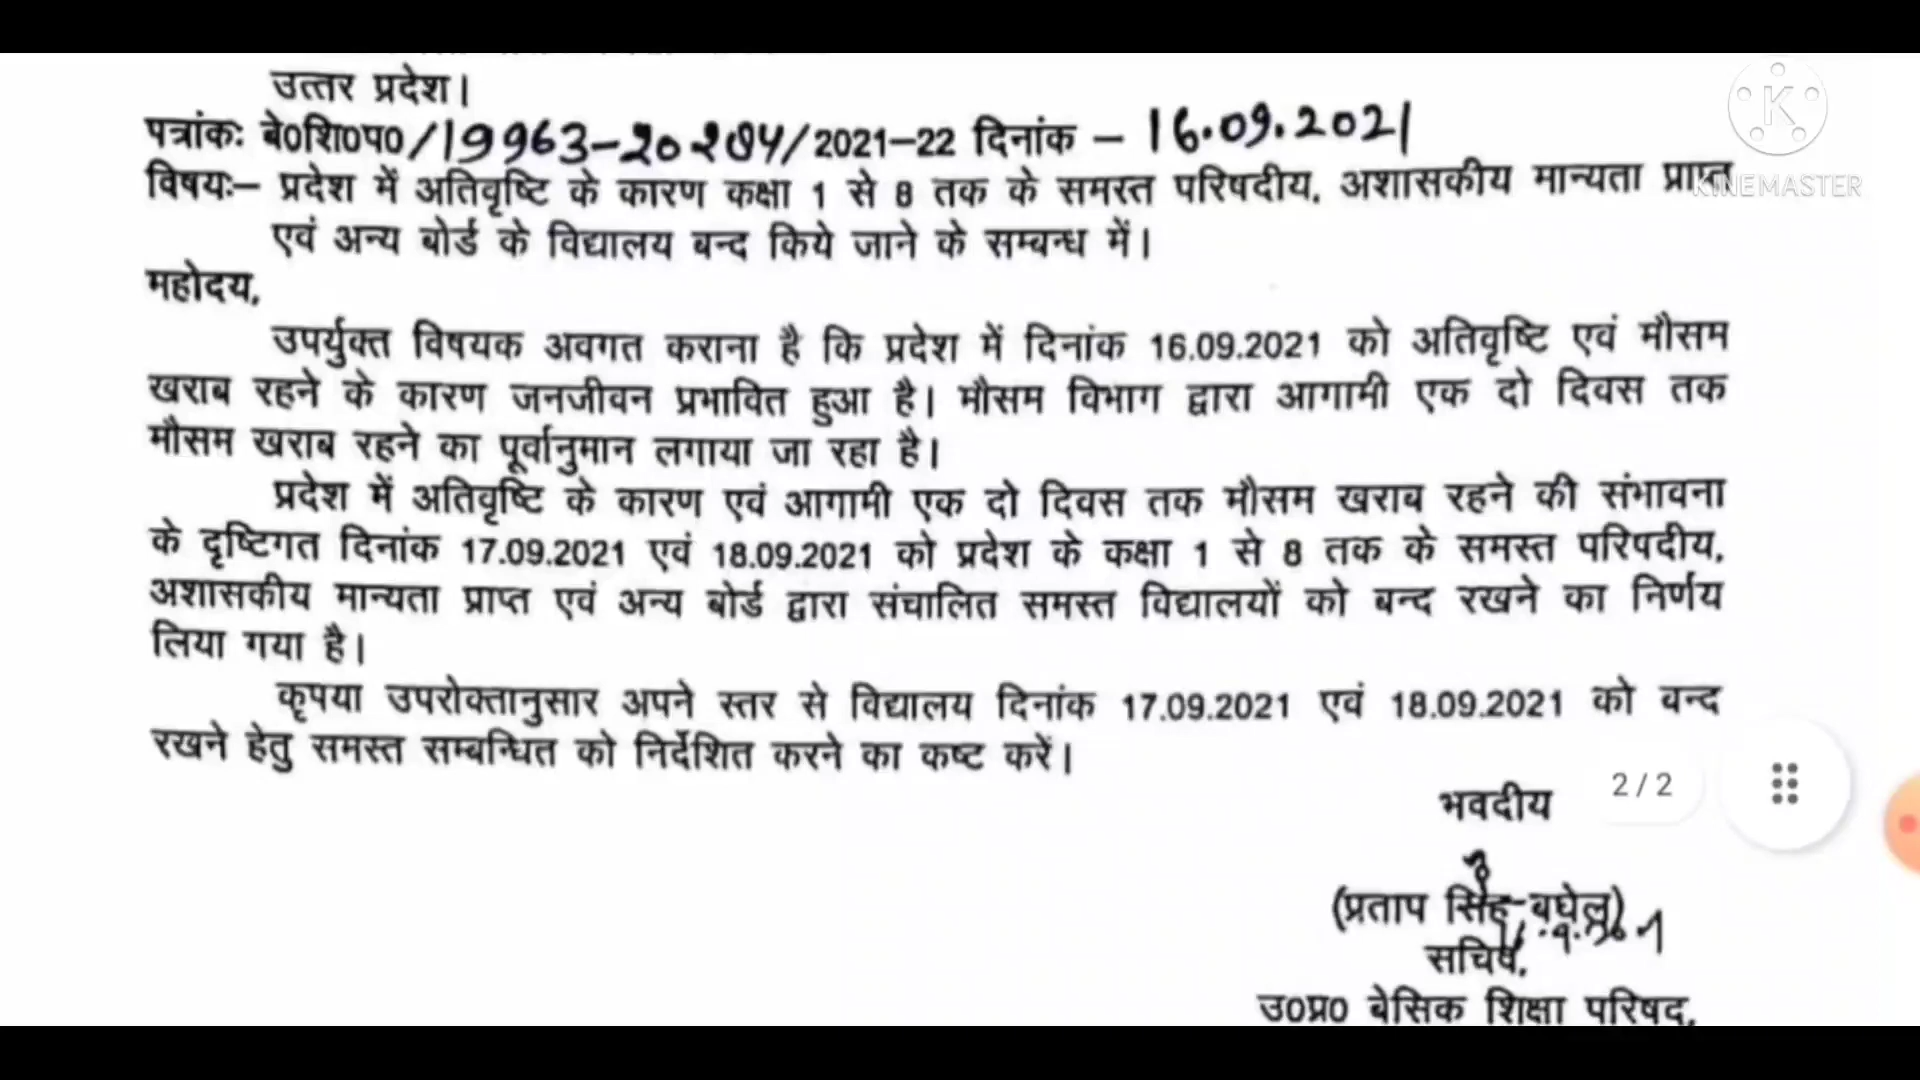 उत्तर प्रदेश।
पत्रांकः बे०शि०प०/19963-20204/2021-22 दिनांक - 16.09.2021
विषयः- प्रदेश में अतिवृष्टि के कारण कक्षा 1 से 8 तक के समस्त परिषदीय, अशासकीय मान्यता प्राप्त
KINEMASTER
एवं अन्य बोर्ड के विद्यालय बन्द किये जाने के सम्बन्ध में।
महोदय,
उपर्युक्त विषयक अवगत कराना है कि प्रदेश में दिनांक 16.09.2021 को अतिवृष्टि एवं मौसम
खराब रहने के कारण जनजीवन प्रभावित हुआ है। मौसम विभाग द्वारा आगामी एक दो दिवस तक
मौसम खराब रहने का पूर्वानुमान लगाया जा रहा है।
प्रदेश में अतिवृष्टि के कारण एवं आगामी एक दो दिवस तक मौसम खराब रहने की संभावना
के दृष्टिगत दिनांक 17.09.2021 एवं 18.09.2021 को प्रदेश के कक्षा 1 से 8 तक के समस्त परिषदीय,
अशासकीय मान्यता प्राप्त एवं अन्य बोर्ड द्वारा संचालित समस्त विद्यालयों को बन्द रखने का निर्णय
लिया गया है।
कृपया उपरोक्तानुसार अपने स्तर से विद्यालय दिनांक 17.09.2021 एवं 18.09.2021 को बन्द
रखने हेतु समस्त सम्बन्धित को निर्देशित करने का कष्ट करें।
भवदीय
2/2
(प्रताप सिंह बघेल)
सचिव,
उ०प्र० बेसिक शिक्षा परिषद,